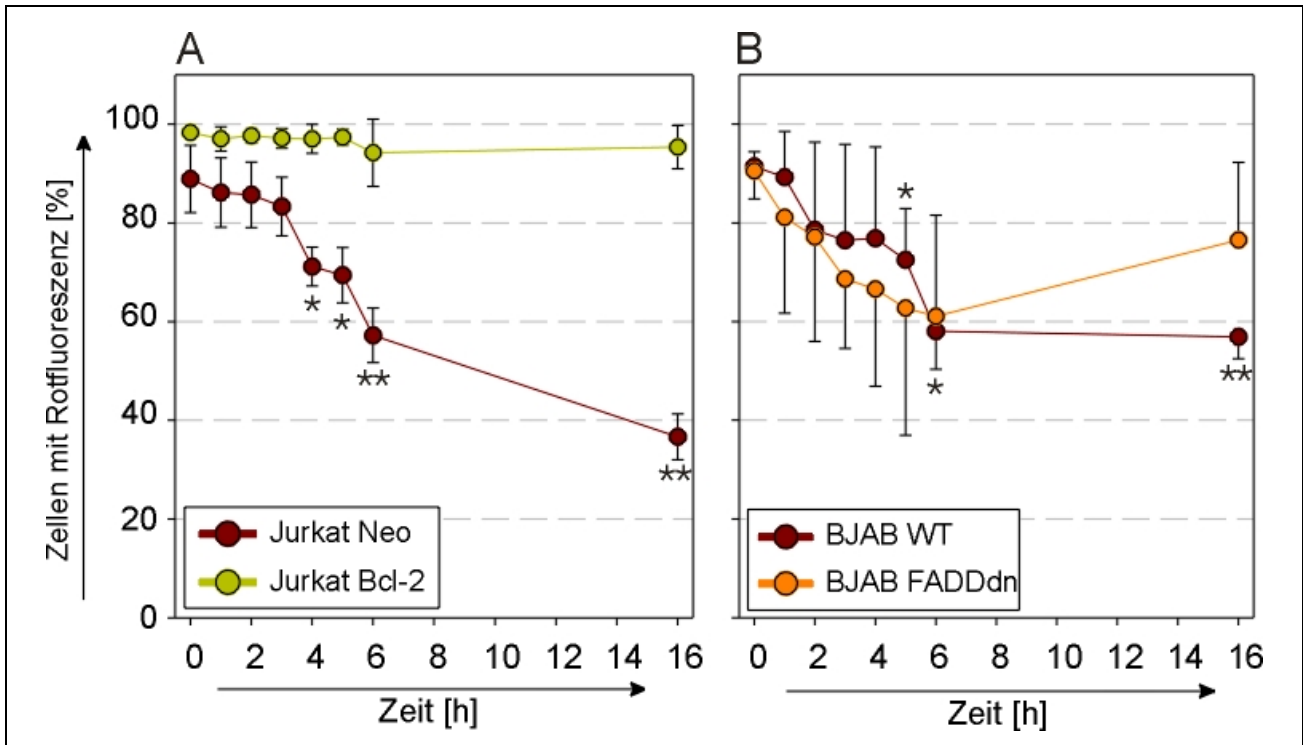 A
B
Zellen mit Rotfluoreszenz [%]
100
80
60
40
20
0
*
*
**
**
*
*
**
Jurkat Neo
Jurkat Bcl-2
BJAB WT
BJAB FADDdn
0 2 4 6 8 10 12 14 16
0 2 4 6 8 10 12 14 16
Zeit [h]
Zeit [h]